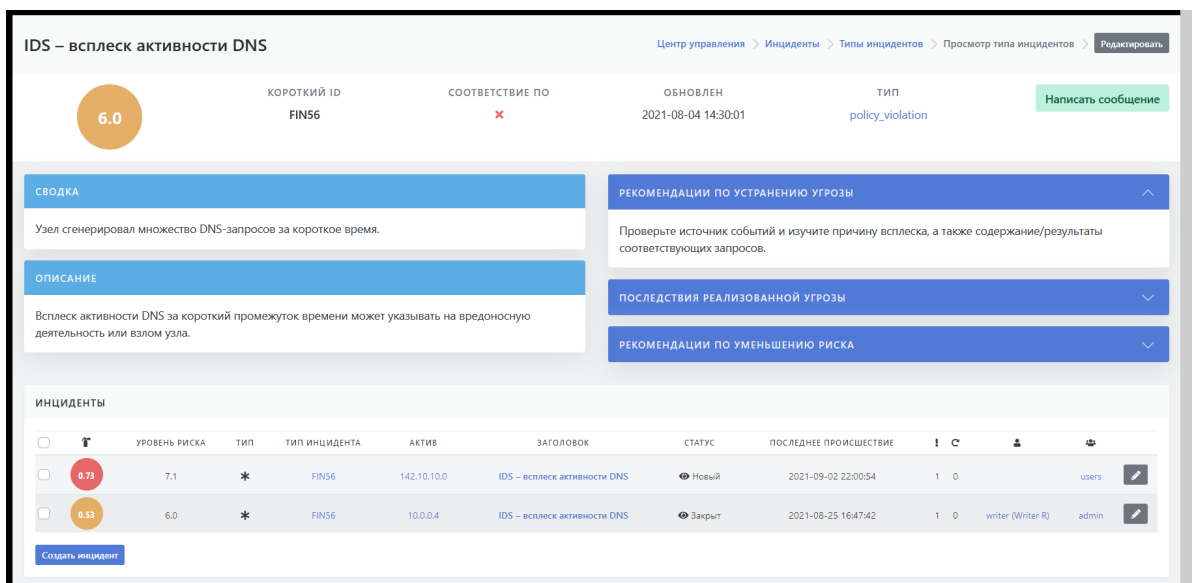 IDS – всплеск активности DNS
Центр управления > Инциденты > Типы инцидентов > Просмотр типа инцидентов > Редактировать
6.0
КОРОТКИЙ ID
FIN56
СООТВЕТСТВИЕ ПО
ОБНОВЛЕН
2021-08-04 14:30:01
ТИП
policy_violation
Написать сообщение
СВОДКА
Узел сгенерировал множество DNS-запросов за короткое время.
ОПИСАНИЕ
Всплеск активности DNS за короткий промежуток времени может указывать на вредоносную
деятельность или взлом узла.
РЕКОМЕНДАЦИИ ПО УСТРАНЕНИЮ УГРОЗЫ
Проверьте источник событий и изучите причину всплеска, а также содержание/результаты
соответствующих запросов.
ПОСЛЕДСТВИЯ РЕАЛИЗОВАННОЙ УГРОЗЫ
РЕКОМЕНДАЦИИ ПО УМЕНЬШЕНИЮ РИСКА
ИНЦИДЕНТЫ
УРОВЕНЬ РИСКА ТИП ТИП ИНЦИДЕНТА АКТИВ ЗАГОЛОВОК СТАТУС ПОСЛЕДНЕЕ ПРОИСШЕСТВИЕ
0.73 7.1 FIN56 142.10.10.0 IDS – всплеск активности DNS Новый 2021-09-02 22:00:54 1 0 users
0.53 6.0 FIN56 10.0.0.4 IDS – всплеск активности DNS Закрыт 2021-08-25 16:47:42 1 0 writer (Writer R) admin
Создать инцидент